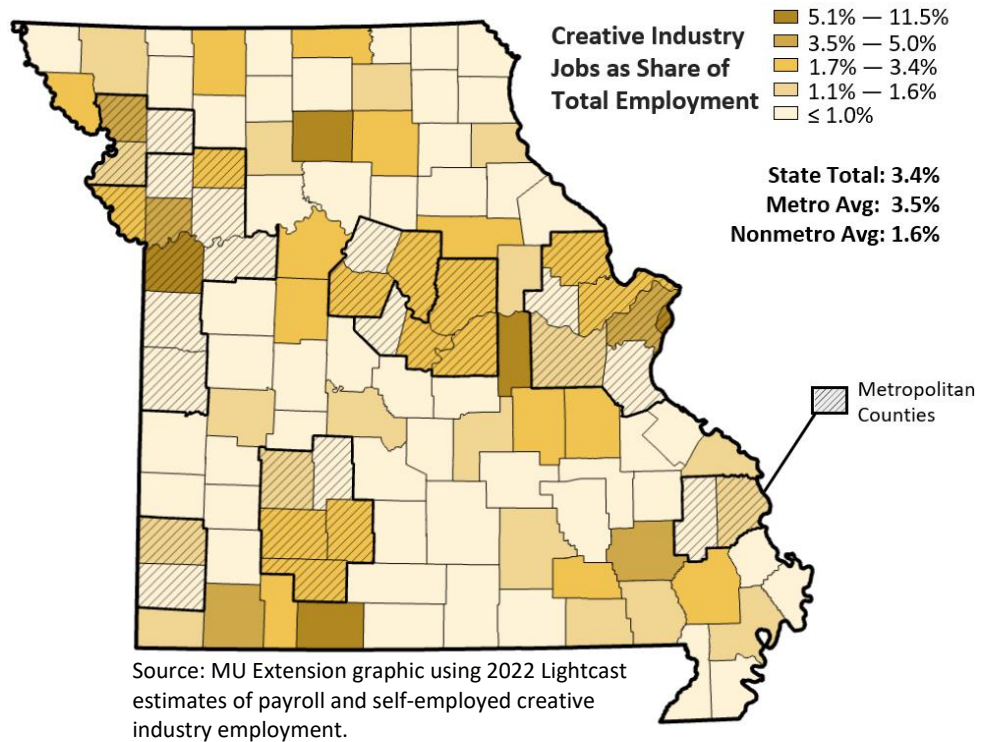 Creative Industry
Jobs as Share of
Total Employment
5.1% — 11.5%
3.5% — 5.0%
1.7% — 3.4%
1.1% — 1.6%
≤ 1.0%
State Total: 3.4%
Metro Avg: 3.5%
Nonmetro Avg: 1.6%
Metropolitan
Counties
Source: MU Extension graphic using 2022 Lightcast
estimates of payroll and self-employed creative
industry employment.